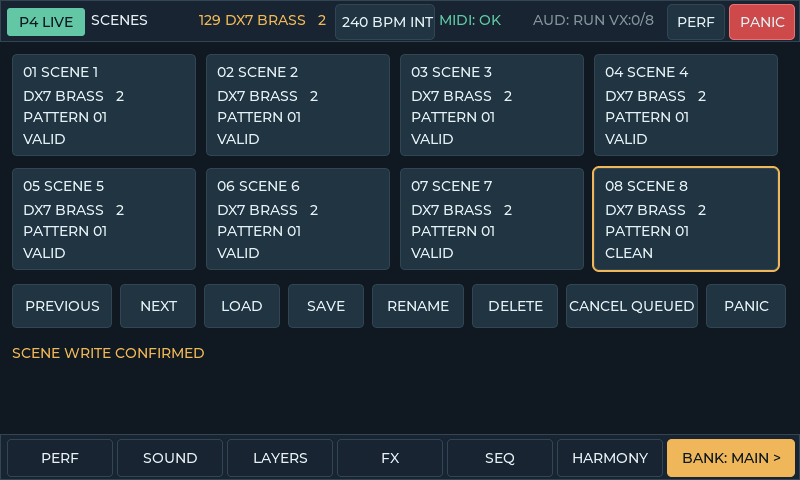 P4 LIVE SCENES 129 DX7 BRASS 2 240 BPM INT MIDI: OK AUD: RUN VX:0/8 PERF PANIC
01 SCENE 1
DX7 BRASS 2
PATTERN 01
VALID
02 SCENE 2
DX7 BRASS 2
PATTERN 01
VALID
03 SCENE 3
DX7 BRASS 2
PATTERN 01
VALID
04 SCENE 4
DX7 BRASS 2
PATTERN 01
VALID
05 SCENE 5
DX7 BRASS 2
PATTERN 01
VALID
06 SCENE 6
DX7 BRASS 2
PATTERN 01
VALID
07 SCENE 7
DX7 BRASS 2
PATTERN 01
VALID
08 SCENE 8
DX7 BRASS 2
PATTERN 01
CLEAN
PREVIOUS NEXT LOAD SAVE RENAME DELETE CANCEL QUEUED PANIC
SCENE WRITE CONFIRMED
PERF SOUND LAYERS FX SEQ HARMONY BANK: MAIN >